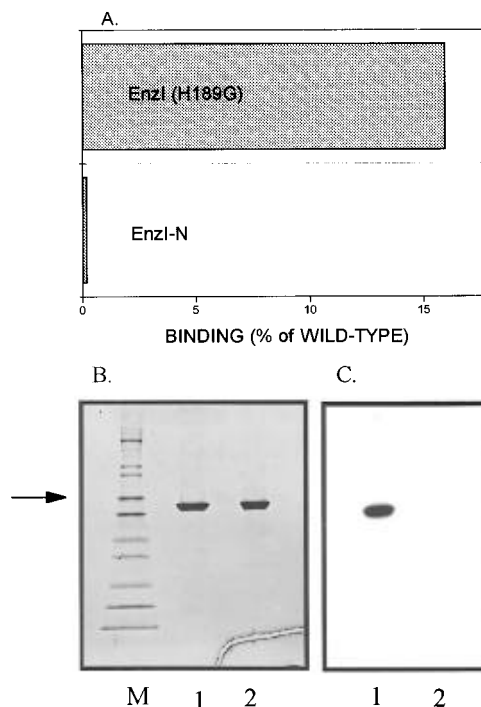 A.
EnzI (H189G)
EnzI-N
0 5 10 15
BINDING (% of WILD-TYPE)
B. C.
M 1 2 1 2